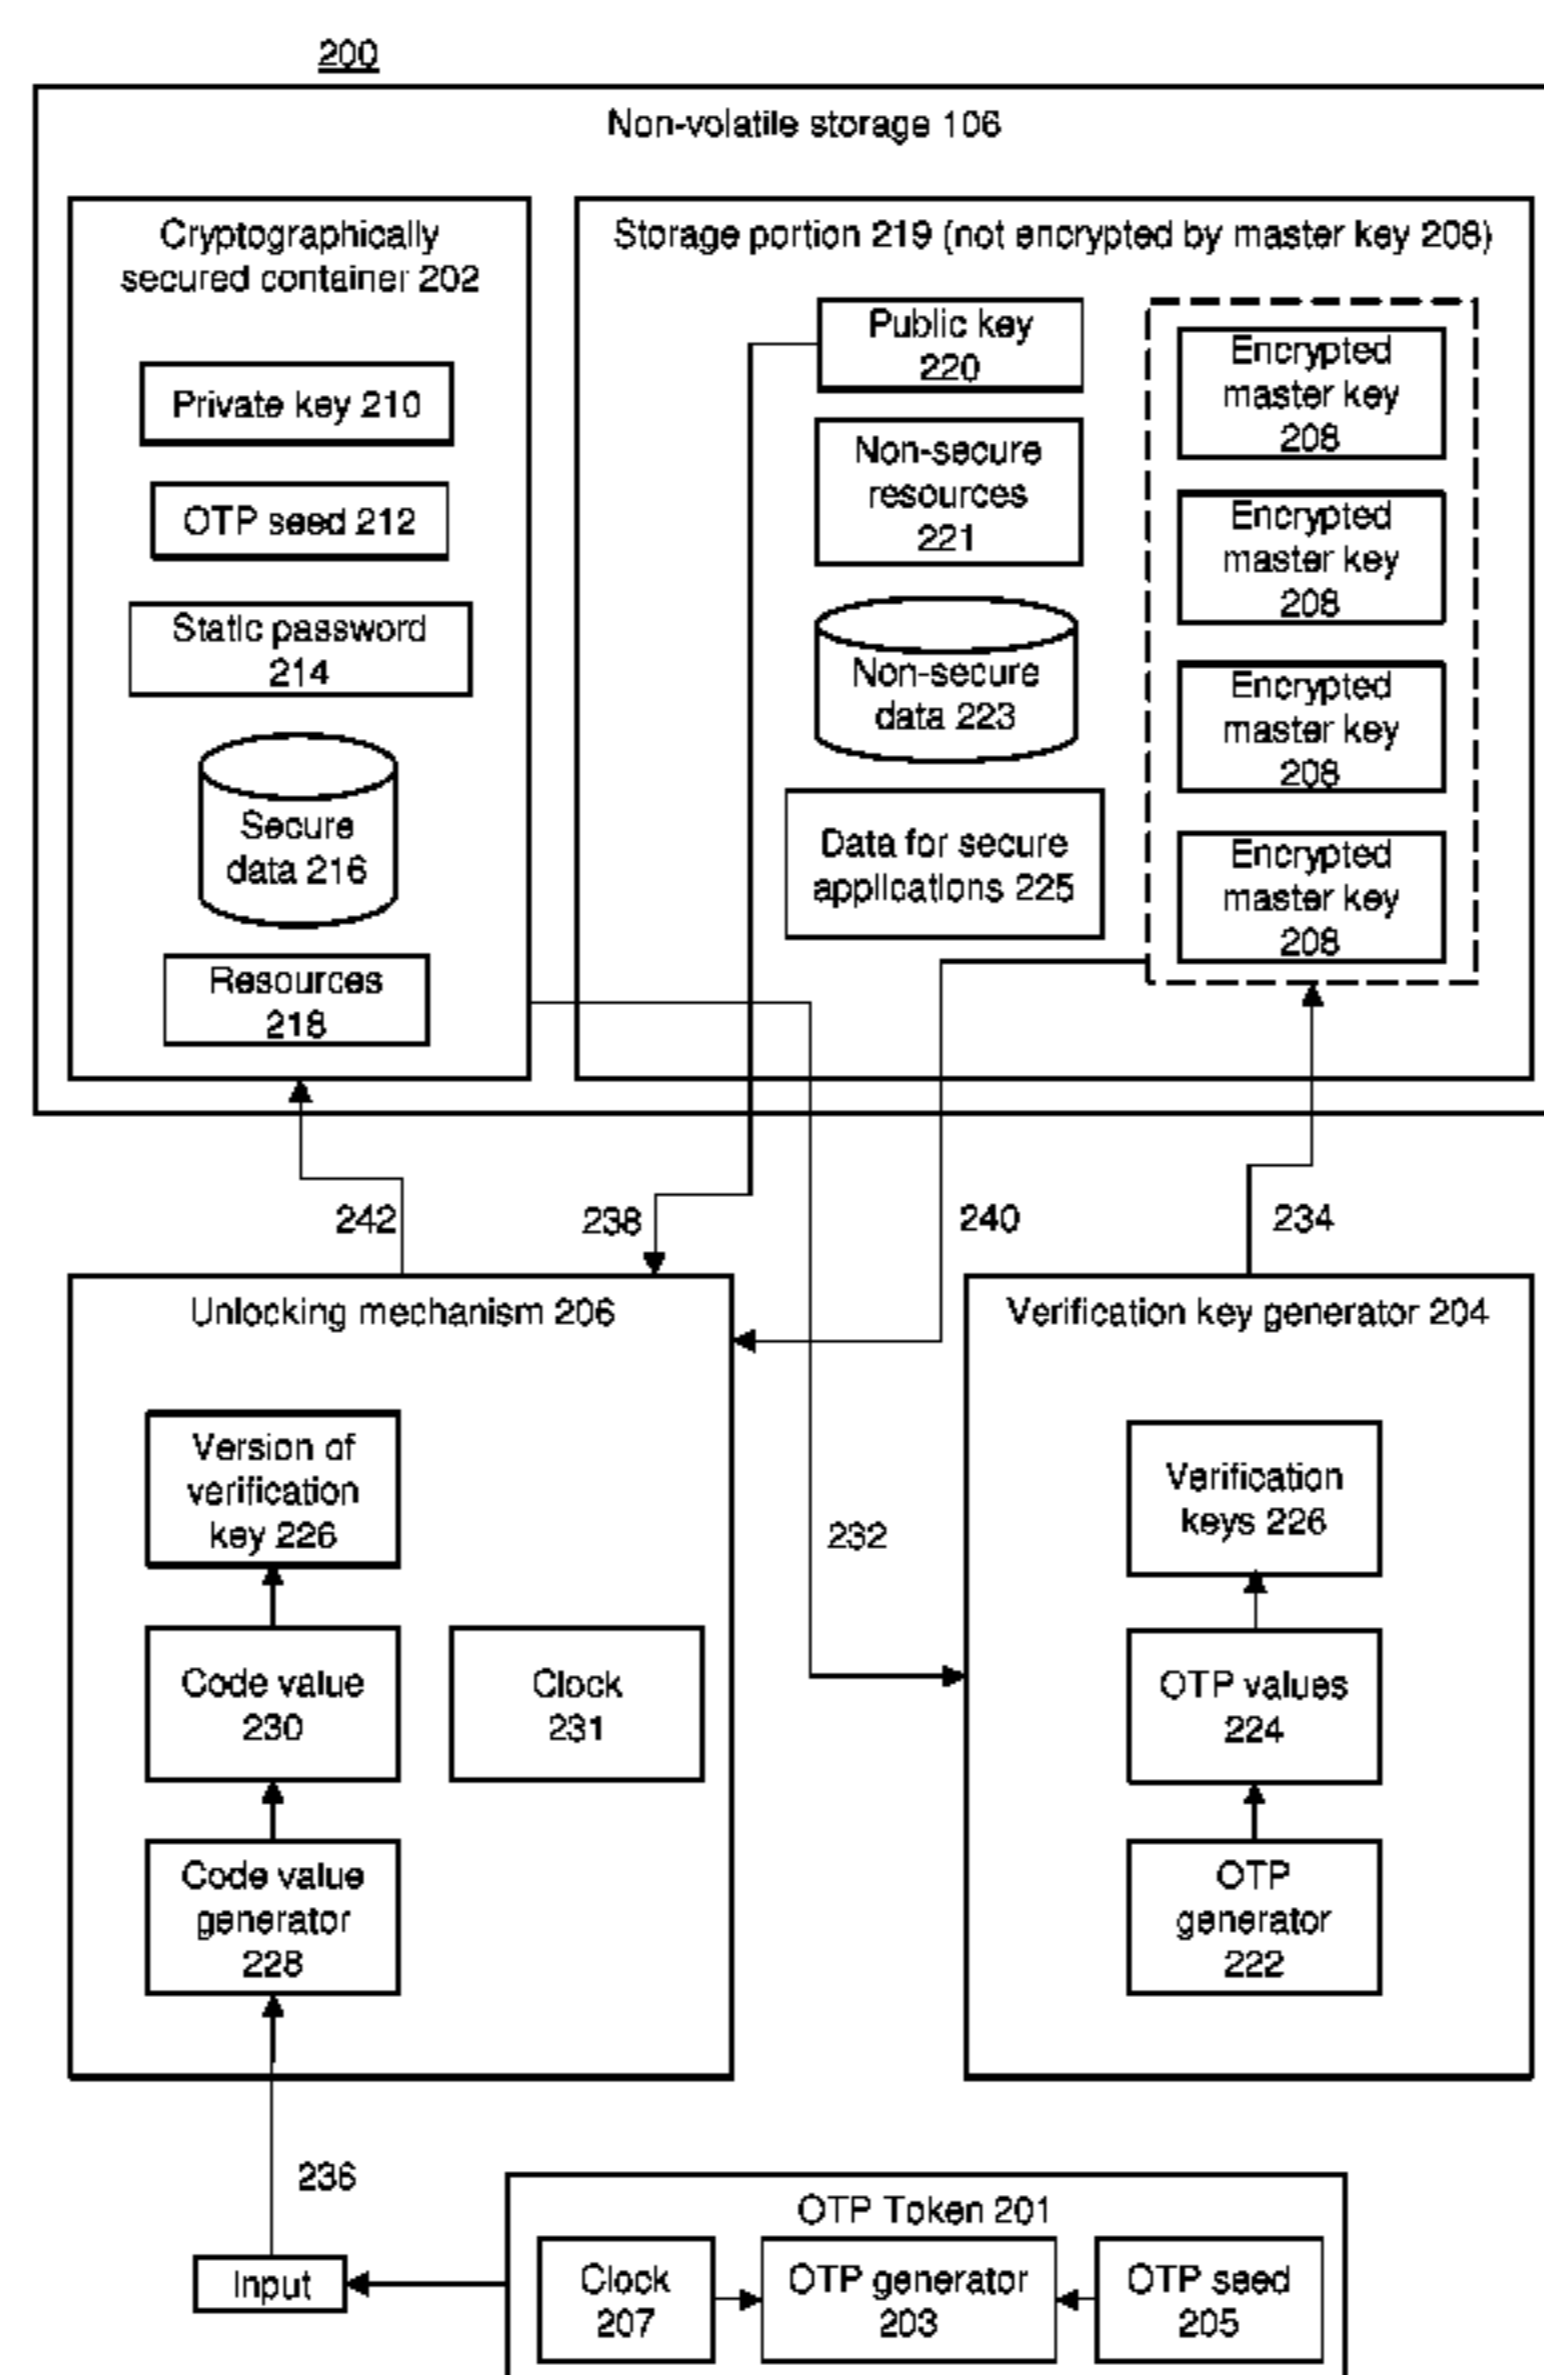 200
Non-volatile storage 106
Cryptographically
secured container 202
Private key 210
OTP seed 212
Static password
214
Secure
data 216
Resources
218
Storage portion 219 (not encrypted by master key 208)
Public key
220
Non-secure
resources
221
Non-secure
data 223
Data for secure
applications 225
Encrypted
master key
208
Encrypted
master key
208
Encrypted
master key
208
Encrypted
master key
208
242
238
240
234
Unlocking mechanism 206
Version of
verification
key 226
Code value
230
Clock
231
Code value
generator
228
232
Verification key generator 204
Verification
keys 226
OTP values
224
OTP
generator
222
236
Input
OTP Token 201
Clock
207
OTP generator
203
OTP seed
205